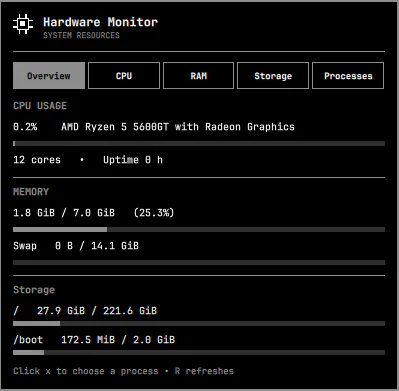 Hardware Monitor
SYSTEM RESOURCES
Overview CPU RAM Storage Processes
CPU USAGE
0.2% AMD Ryzen 5 5600GT with Radeon Graphics
12 cores • Uptime 0 h
MEMORY
1.8 GiB / 7.0 GiB (25.3%)
Swap 0 B / 14.1 GiB
Storage
/ 27.9 GiB / 221.6 GiB
/boot 172.5 MiB / 2.0 GiB
Click x to choose a process • R refreshes